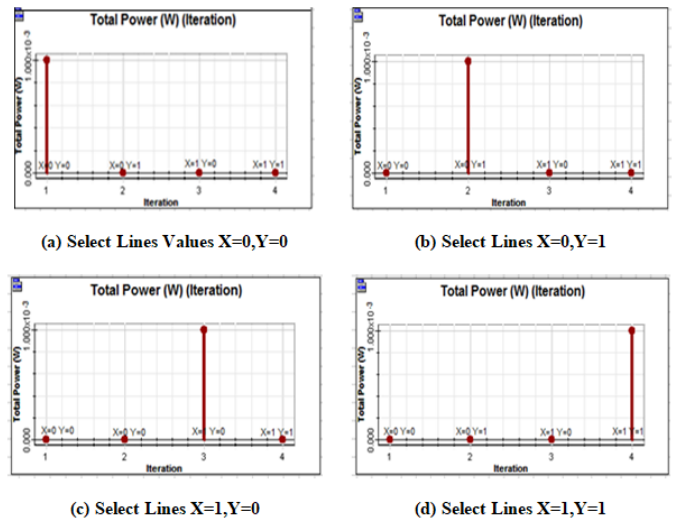 Total Power (W) (Iteration)
Total Power (W)
1.000x10-3
0.000
X=0 Y=0 X=0 Y=1 X=1 Y=0 X=1 Y=1
1 2 3 4
Iteration
(a) Select Lines Values X=0,Y=0
Total Power (W) (Iteration)
Total Power (W)
1.000x10-3
0.000
X=0 Y=0 X=0 Y=1 X=1 Y=0 X=1 Y=1
1 2 3 4
Iteration
(b) Select Lines X=0,Y=1
Total Power (W) (Iteration)
Total Power (W)
1.000x10-3
0.000
X=0 Y=0 X=0 Y=0 X=1 Y=0 X=1 Y=1
1 2 3 4
Iteration
(c) Select Lines X=1,Y=0
Total Power (W) (Iteration)
Total Power (W)
1.000x10-3
0.000
X=0 Y=0 X=0 Y=1 X=1 Y=0 X=1 Y=1
1 2 3 4
Iteration
(d) Select Lines X=1,Y=1